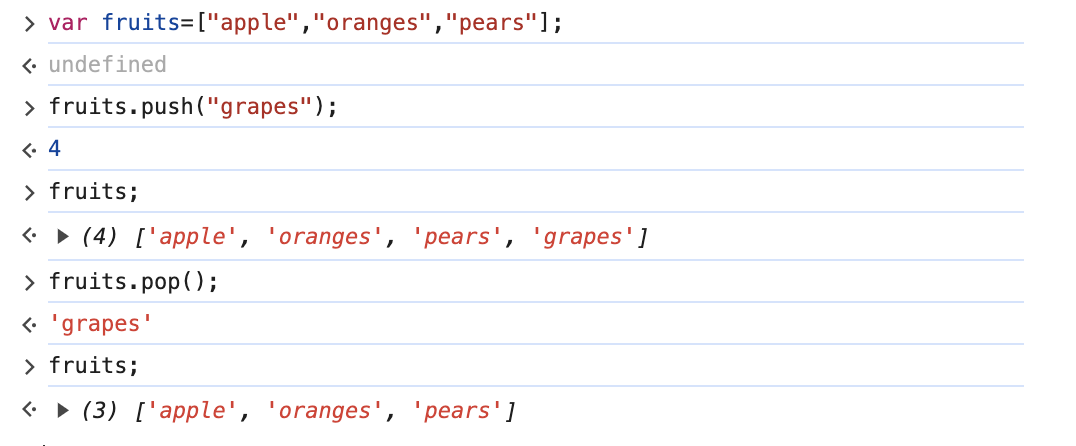 > var fruits=["apple","oranges","pears"];
undefined
> fruits.push("grapes");
4
> fruits;
(4) ['apple', 'oranges', 'pears', 'grapes']
> fruits.pop();
'grapes'
> fruits;
(3) ['apple', 'oranges', 'pears']